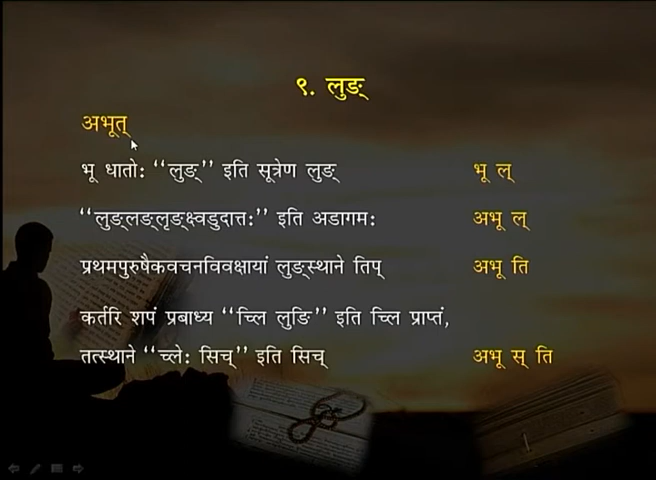 ९. लुङ्
अभूत्
भू धातोः ‘‘लुङ्’’ इति सूत्रेण लुङ् भू ल्
‘‘लुङ्लङ्लृङ्क्ष्वडुदात्तः’’ इति अडागमः अभू ल्
प्रथमपुरुषैकवचनविवक्षायां लुङ्स्थाने तिप् अभू ति
कर्तरि शपं प्रबाध्य ‘‘च्लि लुङि’’ इति च्लि प्राप्तं,
तत्स्थाने ‘‘च्लेः सिच्’’ इति सिच् अभू स् ति